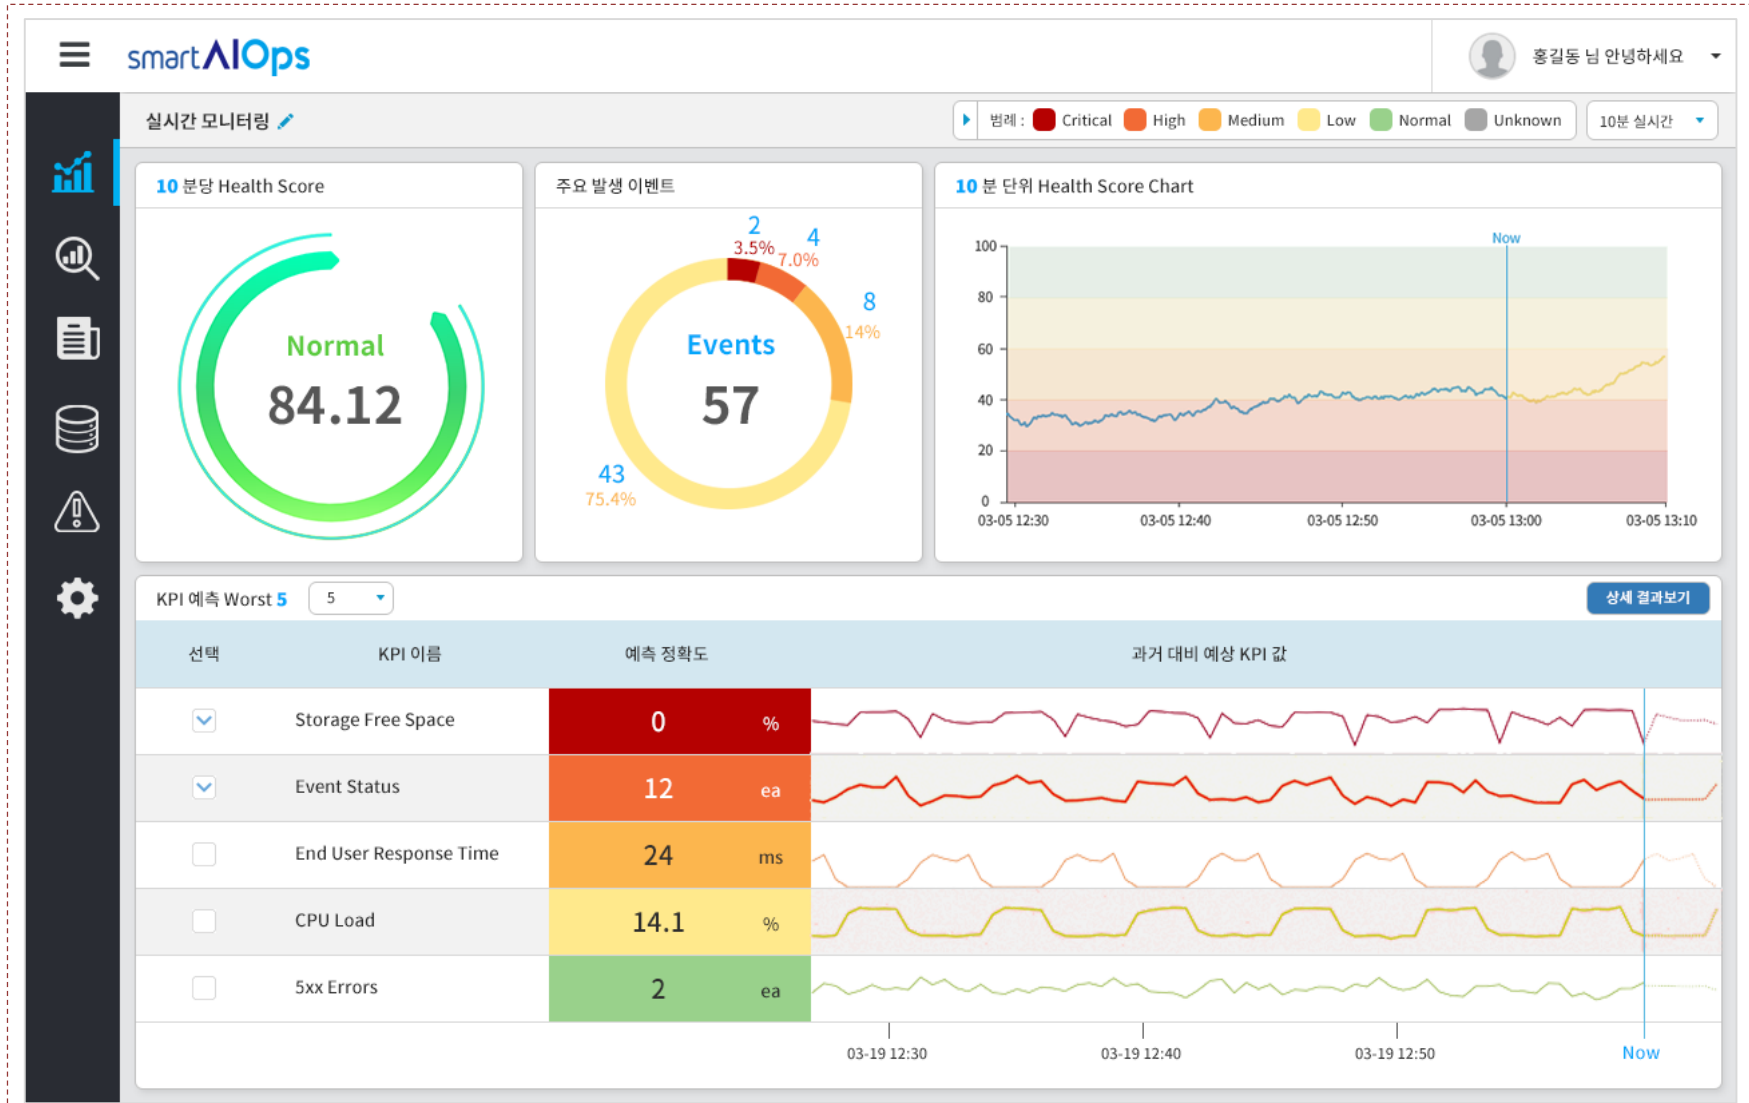 smartAIOps
홍길동 님 안녕하세요
실시간 모니터링
범례 : Critical High Medium Low Normal Unknown
10분 실시간
10 분당 Health Score
Normal
84.12
주요 발생 이벤트
2
3.5%
4
7.0%
8
14%
Events
57
43
75.4%
10 분 단위 Health Score Chart
Now
100
80
60
40
20
0
03-05 12:30 03-05 12:40 03-05 12:50 03-05 13:00 03-05 13:10
KPI 예측 Worst 5 5 상세 결과보기
선택 KPI 이름 예측 정확도 과거 대비 예상 KPI 값
Storage Free Space 0 %
Event Status 12 ea
End User Response Time 24 ms
CPU Load 14.1 %
5xx Errors 2 ea
03-19 12:30 03-19 12:40 03-19 12:50 Now